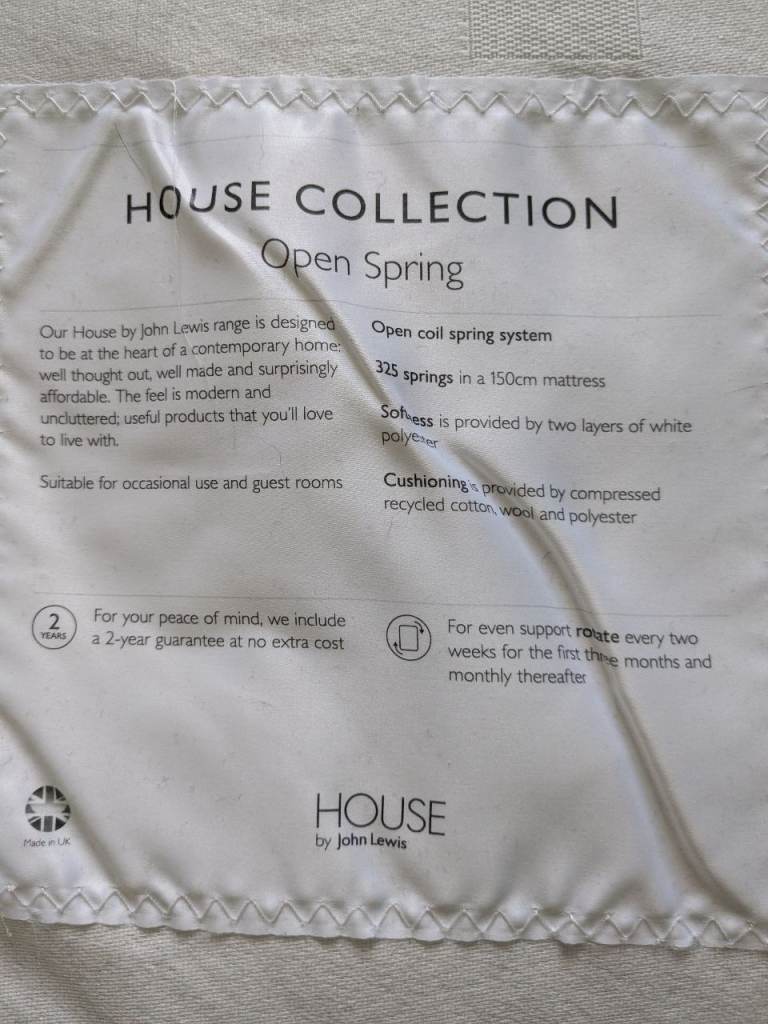 HOUSE COLLECTION
Open Spring
Our House by John Lewis range is designed
to be at the heart of a contemporary home:
well thought out, well made and surprisingly
affordable. The feel is modern and
uncluttered; useful products that you'll love
to live with.
Suitable for occasional use and guest rooms
Open coil spring system
325 springs in a 150cm mattress
Softness is provided by two layers of white
polyester
Cushioning is provided by compressed
recycled cotton, wool and polyester
2
YEARS
For your peace of mind, we include
a 2-year guarantee at no extra cost
For even support rotate every two
weeks for the first three months and
monthly thereafter
Made in UK
HOUSE
by John Lewis